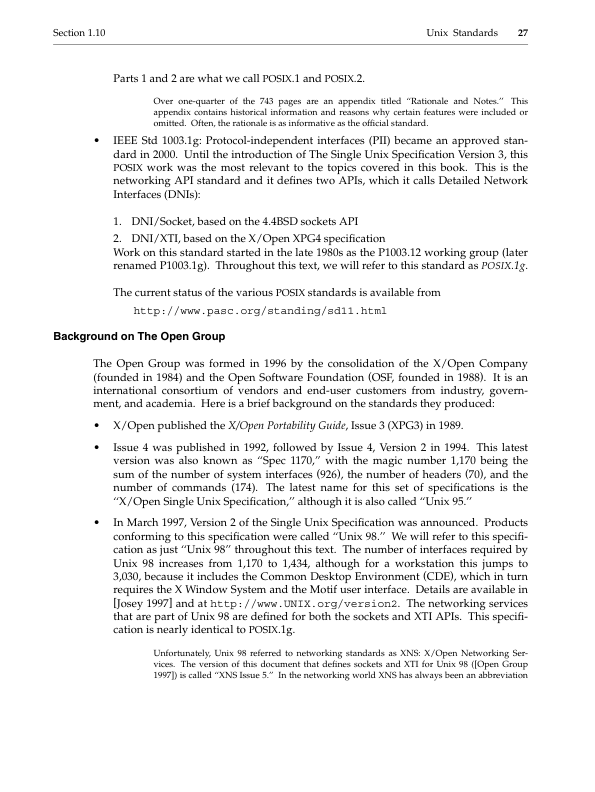 Section 1.10 Unix Standards 27
Parts 1 and 2 are what we call POSIX.1 and POSIX.2.
Over one-quarter of the 743 pages are an appendix titled “Rationale and Notes.” This
appendix contains historical information and reasons why certain features were included or
omitted. Often, the rationale is as informative as the official standard.
• IEEE Std 1003.1g: Protocol-independent interfaces (PII) became an approved stan-
dard in 2000. Until the introduction of The Single Unix Specification Version 3, this
POSIX work was the most relevant to the topics covered in this book. This is the
networking API standard and it defines two APIs, which it calls Detailed Network
Interfaces (DNIs):
1. DNI/Socket, based on the 4.4BSD sockets API
2. DNI/XTI, based on the X/Open XPG4 specification
Work on this standard started in the late 1980s as the P1003.12 working group (later
renamed P1003.1g). Throughout this text, we will refer to this standard as POSIX.1g.
The current status of the various POSIX standards is available from
http://www.pasc.org/standing/sd11.html
Background on The Open Group
The Open Group was formed in 1996 by the consolidation of the X/Open Company
(founded in 1984) and the Open Software Foundation (OSF, founded in 1988). It is an
international consortium of vendors and end-user customers from industry, govern-
ment, and academia. Here is a brief background on the standards they produced:
• X/Open published the X/Open Portability Guide, Issue 3 (XPG3) in 1989.
• Issue 4 was published in 1992, followed by Issue 4, Version 2 in 1994. This latest
version was also known as “Spec 1170,” with the magic number 1,170 being the
sum of the number of system interfaces (926), the number of headers (70), and the
number of commands (174). The latest name for this set of specifications is the
“X/Open Single Unix Specification,” although it is also called “Unix 95.”
• In March 1997, Version 2 of the Single Unix Specification was announced. Products
conforming to this specification were called “Unix 98.” We will refer to this specifi-
cation as just “Unix 98” throughout this text. The number of interfaces required by
Unix 98 increases from 1,170 to 1,434, although for a workstation this jumps to
3,030, because it includes the Common Desktop Environment (CDE), which in turn
requires the X Window System and the Motif user interface. Details are available in
[Josey 1997] and at http://www.UNIX.org/version2. The networking services
that are part of Unix 98 are defined for both the sockets and XTI APIs. This specifi-
cation is nearly identical to POSIX.1g.
Unfortunately, Unix 98 referred to networking standards as XNS: X/Open Networking Ser-
vices. The version of this document that defines sockets and XTI for Unix 98 ([Open Group
1997]) is called “XNS Issue 5.” In the networking world XNS has always been an abbreviation